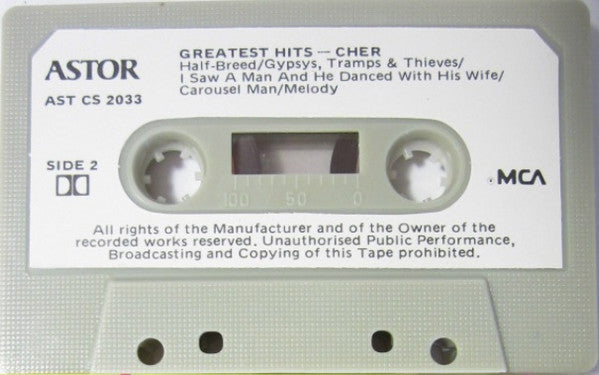 GREATEST HITS — CHER
Half-Breed/Gypsys, Tramps & Thieves/
I Saw A Man And He Danced With His Wife/
Carousel Man/Melody
ASTOR
AST CS 2033
SIDE 2
MCA
100 / 50 / 0
All rights of the Manufacturer and of the Owner of the
recorded works reserved. Unauthorised Public Performance,
Broadcasting and Copying of this Tape prohibited.